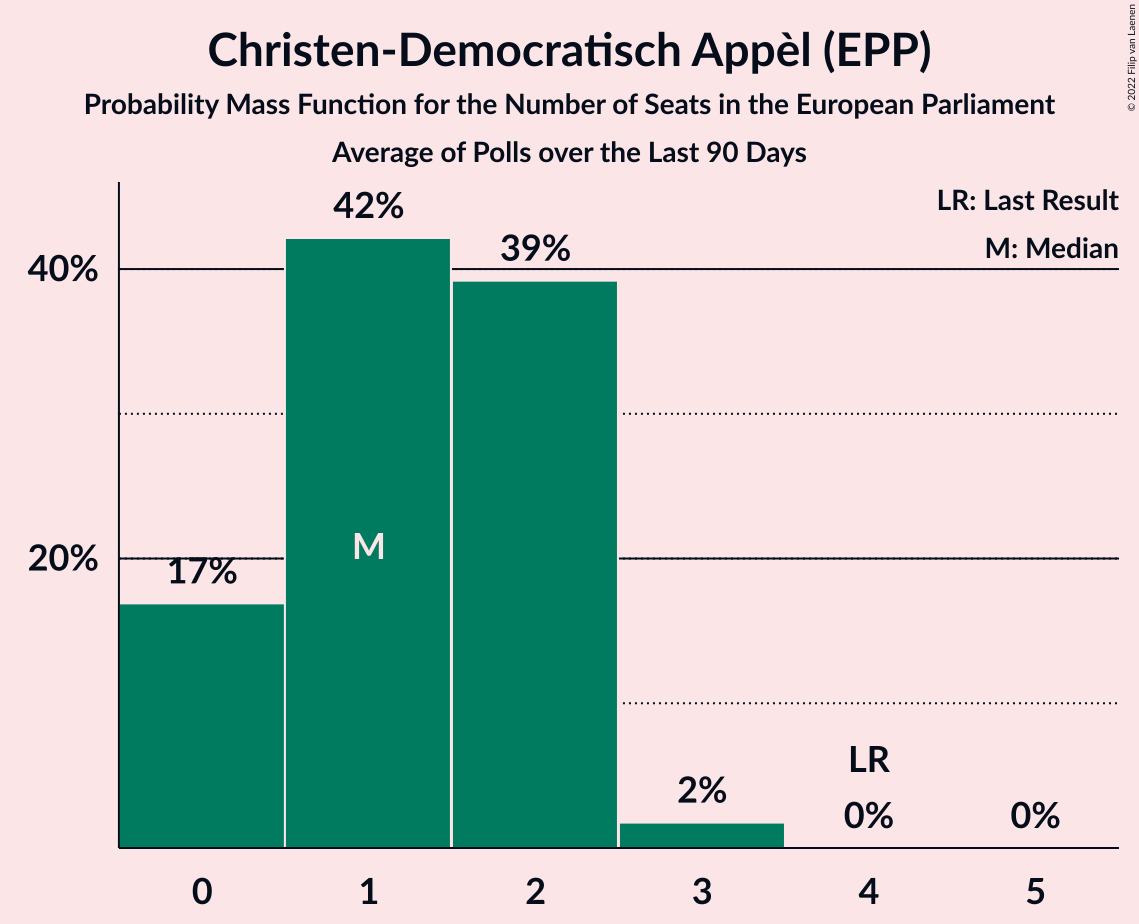 Christen-Democratisch Appèl (EPP)
Probability Mass Function for the Number of Seats in the European Parliament
Average of Polls over the Last 90 Days
© 2022 Filip van Laenen
LR: Last Result
M: Median
42%
39%
40%
M
20%
17%
LR
2%
0%
0%
0 1 2 3 4 5